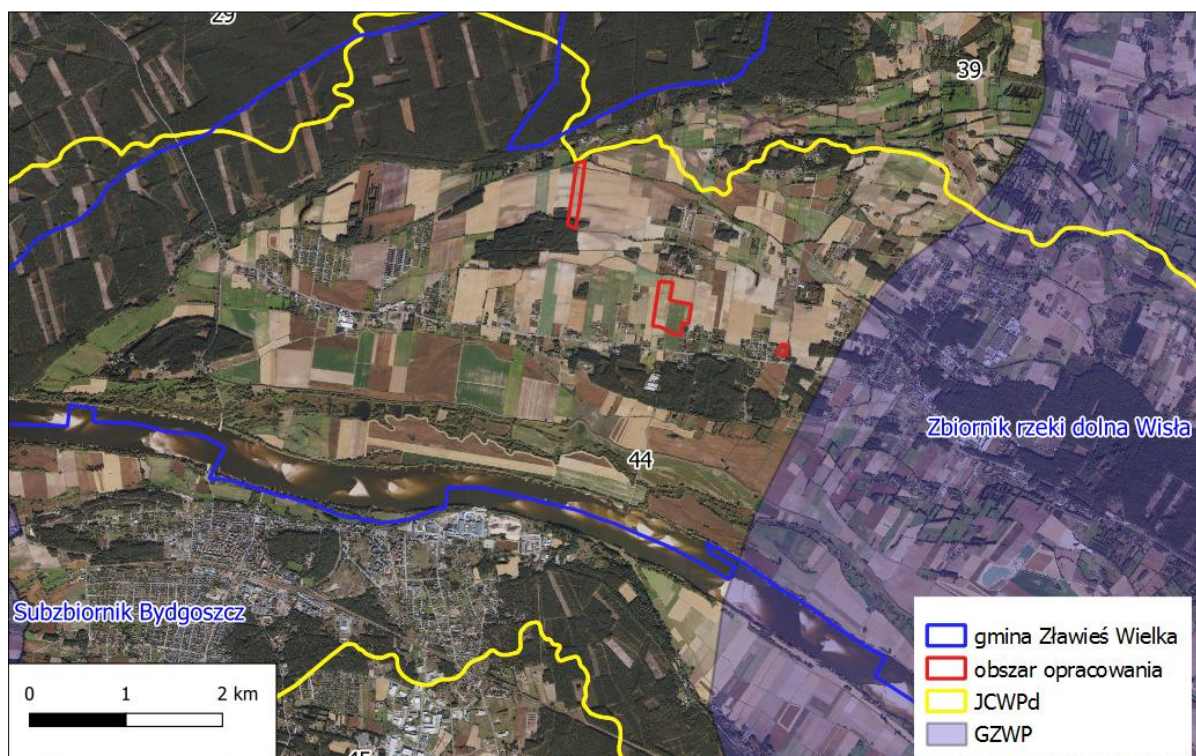 29
39
Zbiornik rzeki dolna Wisła
44
Subzbiornik Bydgoszcz
0 1 2 km
45
gmina Zławieś Wielka
obszar opracowania
JCWPd
GZWP